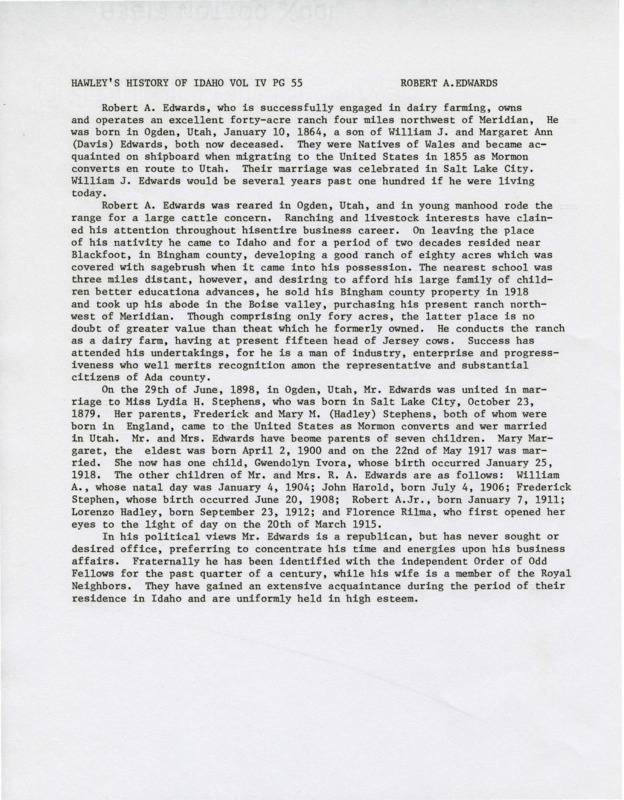 HAWLEY'S HISTORY OF IDAHO VOL IV PG 55 ROBERT A.EDWARDS
Robert A. Edwards, who is successfully engaged in dairy farming, owns
and operates an excellent forty-acre ranch four miles northwest of Meridian, He
was born in Ogden, Utah, January 10, 1864, a son of William J. and Margaret Ann
(Davis) Edwards, both now deceased. They were Natives of Wales and became ac-
quainted on shipboard when migrating to the United States in 1855 as Mormon
converts en route to Utah. Their marriage was celebrated in Salt Lake City.
William J. Edwards would be several years past one hundred if he were living
today.
Robert A. Edwards was reared in Ogden, Utah, and in young manhood rode the
range for a large cattle concern. Ranching and livestock interests have claim-
ed his attention throughout hisentire business career. On leaving the place
of his nativity he came to Idaho and for a period of two decades resided near
Blackfoot, in Bingham county, developing a good ranch of eighty acres which was
covered with sagebrush when it came into his possession. The nearest school was
three miles distant, however, and desiring to afford his large family of child-
ren better educationa advances, he sold his Bingham county property in 1918
and took up his abode in the Boise valley, purchasing his present ranch north-
west of Meridian. Though comprising only fory acres, the latter place is no
doubt of greater value than theat which he formerly owned. He conducts the ranch
as a dairy farm, having at present fifteen head of Jersey cows. Success has
attended his undertakings, for he is a man of industry, enterprise and progress-
iveness who well merits recognition amon the representative and substantial
citizens of Ada county.
On the 29th of June, 1898, in Ogden, Utah, Mr. Edwards was united in mar-
riage to Miss Lydia H. Stephens, who was born in Salt Lake City, October 23,
1879. Her parents, Frederick and Mary M. (Hadley) Stephens, both of whom were
born in England, came to the United States as Mormon converts and wer married
in Utah. Mr. and Mrs. Edwards have beome parents of seven children. Mary Mar-
garet, the eldest was born April 2, 1900 and on the 22nd of May 1917 was mar-
ried. She now has one child, Gwendolyn Ivora, whose birth occurred January 25,
1918. The other children of Mr. and Mrs. R. A. Edwards are as follows: William
A., whose natal day was January 4, 1904; John Harold, born July 4, 1906; Frederick
Stephen, whose birth occurred June 20, 1908; Robert A.Jr., born January 7, 1911;
Lorenzo Hadley, born September 23, 1912; and Florence Rilma, who first opened her
eyes to the light of day on the 20th of March 1915.
In his political views Mr. Edwards is a republican, but has never sought or
desired office, preferring to concentrate his time and energies upon his business
affairs. Fraternally he has been identified with the independent Order of Odd
Fellows for the past quarter of a century, while his wife is a member of the Royal
Neighbors. They have gained an extensive acquaintance during the period of their
residence in Idaho and are uniformly held in high esteem.